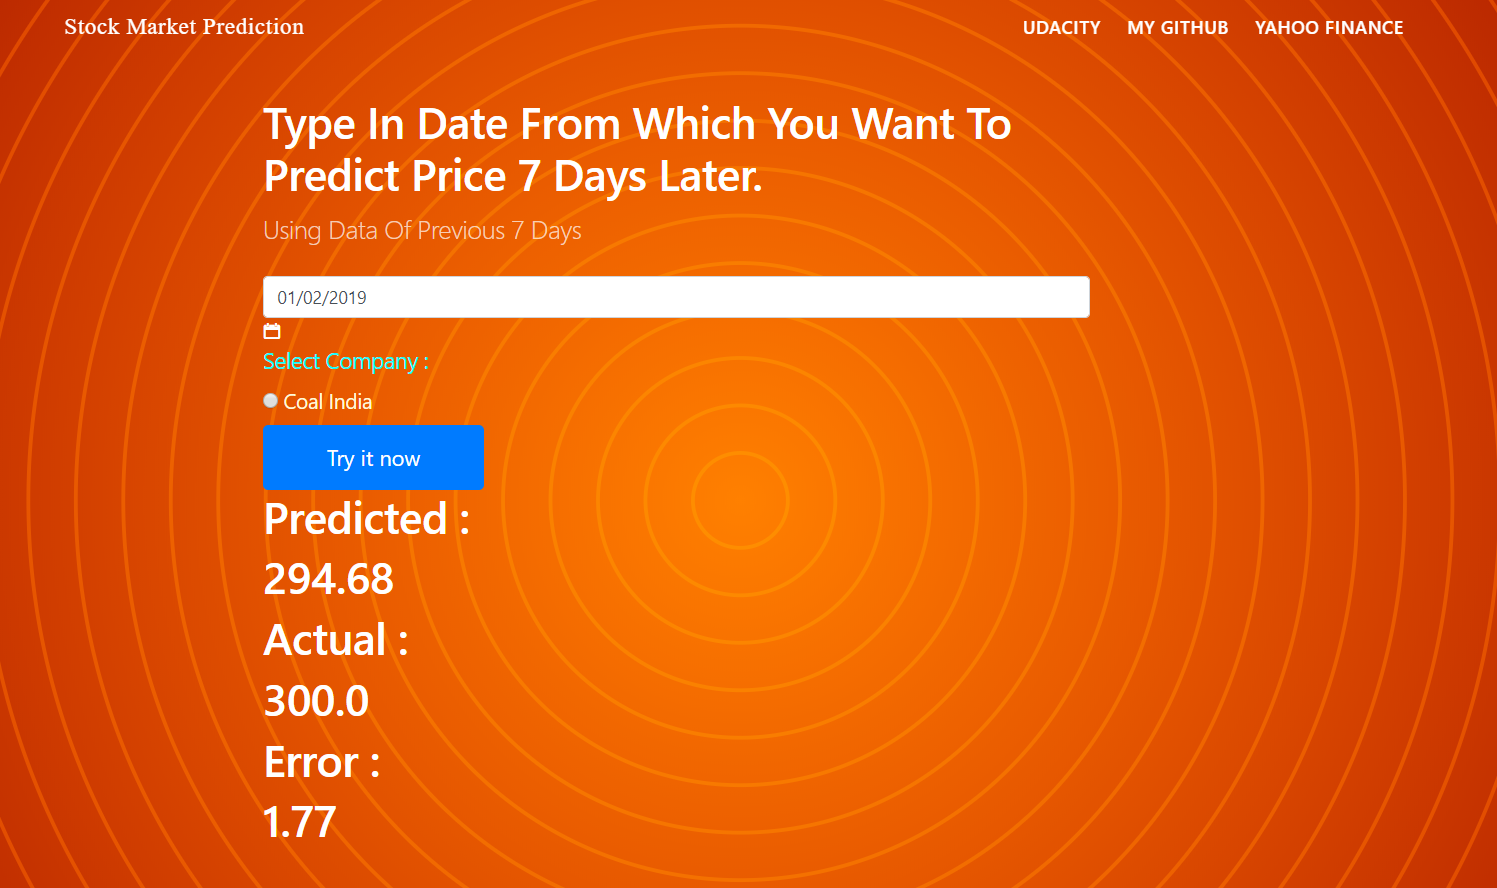 Stock Market Prediction
UDACITY MY GITHUB YAHOO FINANCE
Type In Date From Which You Want To
Predict Price 7 Days Later.
Using Data Of Previous 7 Days
01/02/2019
Select Company :
Coal India
Try it now
Predicted :
294.68
Actual :
300.0
Error :
1.77